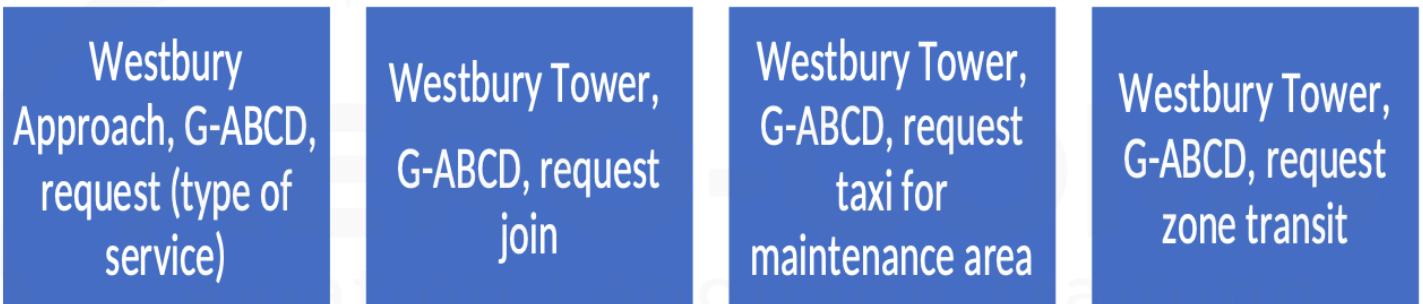 Westbury
Approach, G-ABCD,
request (type of
service)
Westbury Tower,
G-ABCD, request
join
Westbury Tower,
G-ABCD, request
taxi for
maintenance area
Westbury Tower,
G-ABCD, request
zone transit